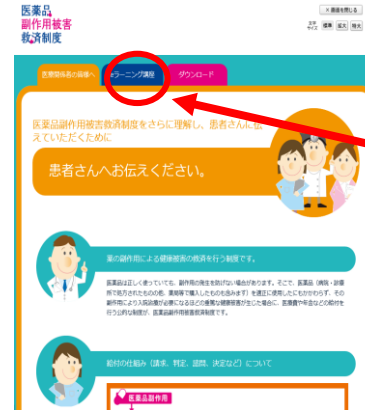 医薬品
副作用被害
救済制度
× 画面を閉じる
文字
サイズ 標準 拡大 特大
医療関係者の皆様へ eラーニング講座 ダウンロード
医薬品副作用被害救済制度をさらに理解し、患者さんに伝
えていただくために
患者さんへお伝えください。
薬の副作用による健康被害の救済を行う制度です。
医薬品は正しく使っていても、副作用の発生を防げない場合があります。そこで、医薬品（病院・診療
所で処方されたものの他、薬局等で購入したものも含みます）を適正に使用したにもかかわらず、その
副作用により入院治療が必要になるほどの重篤な健康被害が生じた場合に、医療費や年金などの給付を
行う公的な制度が、医薬品副作用被害救済制度です。
給付の仕組み（請求、判定、諮問、決定など）について
医薬品副作用